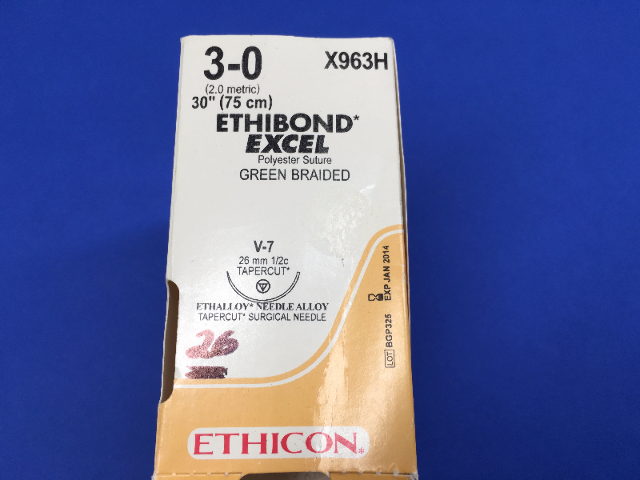 3-0
X963H
(2.0 metric)
30" (75 cm)
ETHIBOND*
EXCEL
Polyester Suture
GREEN BRAIDED
V-7
26 mm 1/2c
TAPERCUT*
ETHALLOY* NEEDLE ALLOY
TAPERCUT* SURGICAL NEEDLE
26
LOT BGP325 EXP JAN 2014
ETHICON®